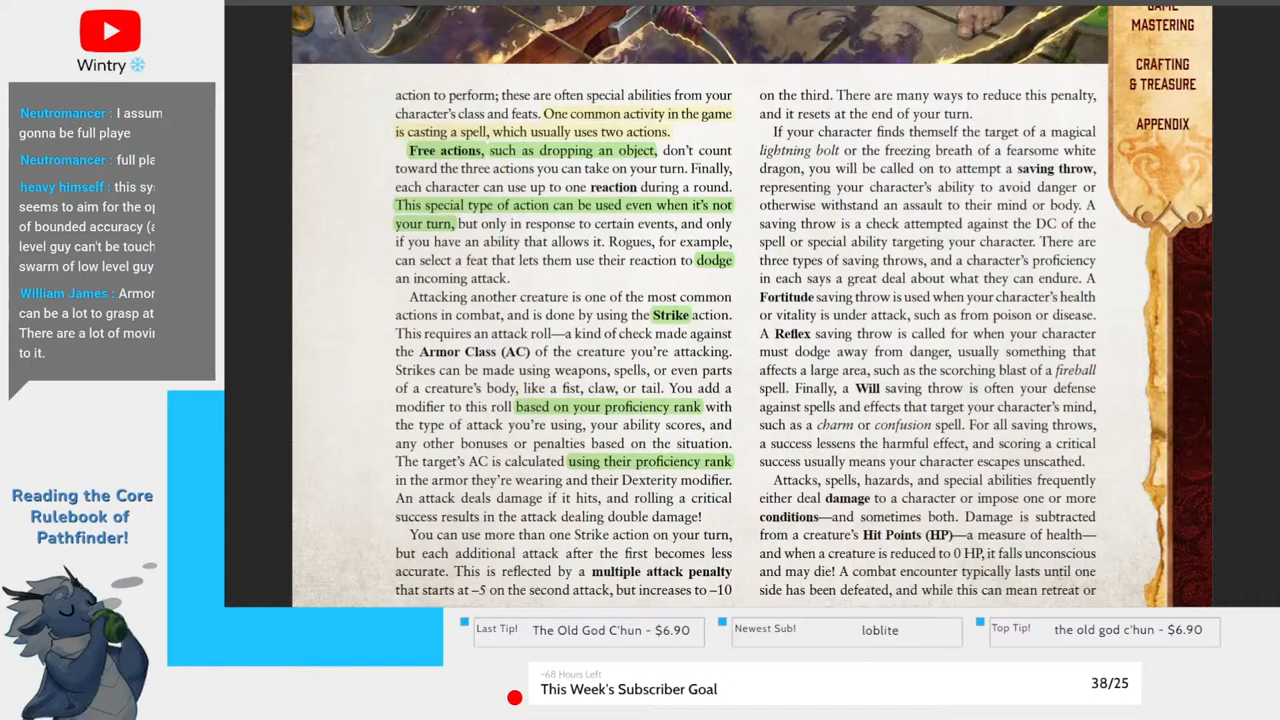 Wintry ❄️
Neutromancer : I assum
gonna be full playe
Neutromancer : full pla
heavy himself : this sy
seems to aim for the op
of bounded accuracy (a
level guy can't be touch
swarm of low level guy
William James : Armor
can be a lot to grasp at
There are a lot of movin
to it.
Reading the Core
Rulebook of
Pathfinder!
action to perform; these are often special abilities from your
character's class and feats. One common activity in the game
is casting a spell, which usually uses two actions.
Free actions, such as dropping an object, don't count
toward the three actions you can take on your turn. Finally,
each character can use up to one reaction during a round.
This special type of action can be used even when it's not
your turn, but only in response to certain events, and only
if you have an ability that allows it. Rogues, for example,
can select a feat that lets them use their reaction to dodge
an incoming attack.
Attacking another creature is one of the most common
actions in combat, and is done by using the Strike action.
This requires an attack roll—a kind of check made against
the Armor Class (AC) of the creature you're attacking.
Strikes can be made using weapons, spells, or even parts
of a creature's body, like a fist, claw, or tail. You add a
modifier to this roll based on your proficiency rank with
the type of attack you're using, your ability scores, and
any other bonuses or penalties based on the situation.
The target's AC is calculated using their proficiency rank
in the armor they're wearing and their Dexterity modifier.
An attack deals damage if it hits, and rolling a critical
success results in the attack dealing double damage!
You can use more than one Strike action on your turn,
but each additional attack after the first becomes less
accurate. This is reflected by a multiple attack penalty
that starts at –5 on the second attack, but increases to –10
on the third. There are many ways to reduce this penalty,
and it resets at the end of your turn.
If your character finds themself the target of a magical
lightning bolt or the freezing breath of a fearsome white
dragon, you will be called on to attempt a saving throw,
representing your character's ability to avoid danger or
otherwise withstand an assault to their mind or body. A
saving throw is a check attempted against the DC of the
spell or special ability targeting your character. There are
three types of saving throws, and a character's proficiency
in each says a great deal about what they can endure. A
Fortitude saving throw is used when your character's health
or vitality is under attack, such as from poison or disease.
A Reflex saving throw is called for when your character
must dodge away from danger, usually something that
affects a large area, such as the scorching blast of a fireball
spell. Finally, a Will saving throw is often your defense
against spells and effects that target your character's mind,
such as a charm or confusion spell. For all saving throws,
a success lessens the harmful effect, and scoring a critical
success usually means your character escapes unscathed.
Attacks, spells, hazards, and special abilities frequently
either deal damage to a character or impose one or more
conditions—and sometimes both. Damage is subtracted
from a creature's Hit Points (HP)—a measure of health—
and when a creature is reduced to 0 HP, it falls unconscious
and may die! A combat encounter typically lasts until one
side has been defeated, and while this can mean retreat or
GAME
MASTERING
CRAFTING
& TREASURE
APPENDIX
Last Tip! The Old God C'hun - $6.90
Newest Sub! loblite
Top Tip! the old god c'hun - $6.90
~68 Hours Left
This Week's Subscriber Goal 38/25